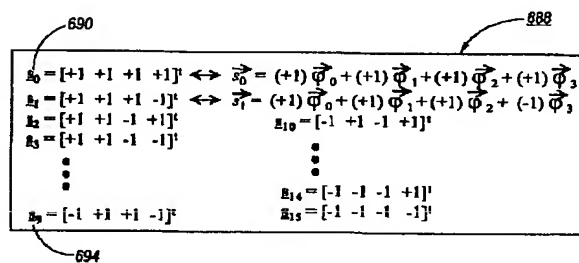 690
688
s₀ = [+1 +1 +1 +1]ᵗ ↔ s₀ = (+1) φ₀ + (+1) φ₁ + (+1) φ₂ + (+1) φ₃
s₁ = [+1 +1 +1 -1]ᵗ ↔ s₁ = (+1) φ₀ + (+1) φ₁ + (+1) φ₂ + (-1) φ₃
s₂ = [+1 +1 -1 +1]ᵗ s₁₀ = [-1 +1 -1 +1]ᵗ
s₃ = [+1 +1 -1 -1]ᵗ
s₁₄ = [-1 -1 -1 +1]ᵗ
s₉ = [-1 +1 +1 -1]ᵗ s₁₅ = [-1 -1 -1 -1]ᵗ
694